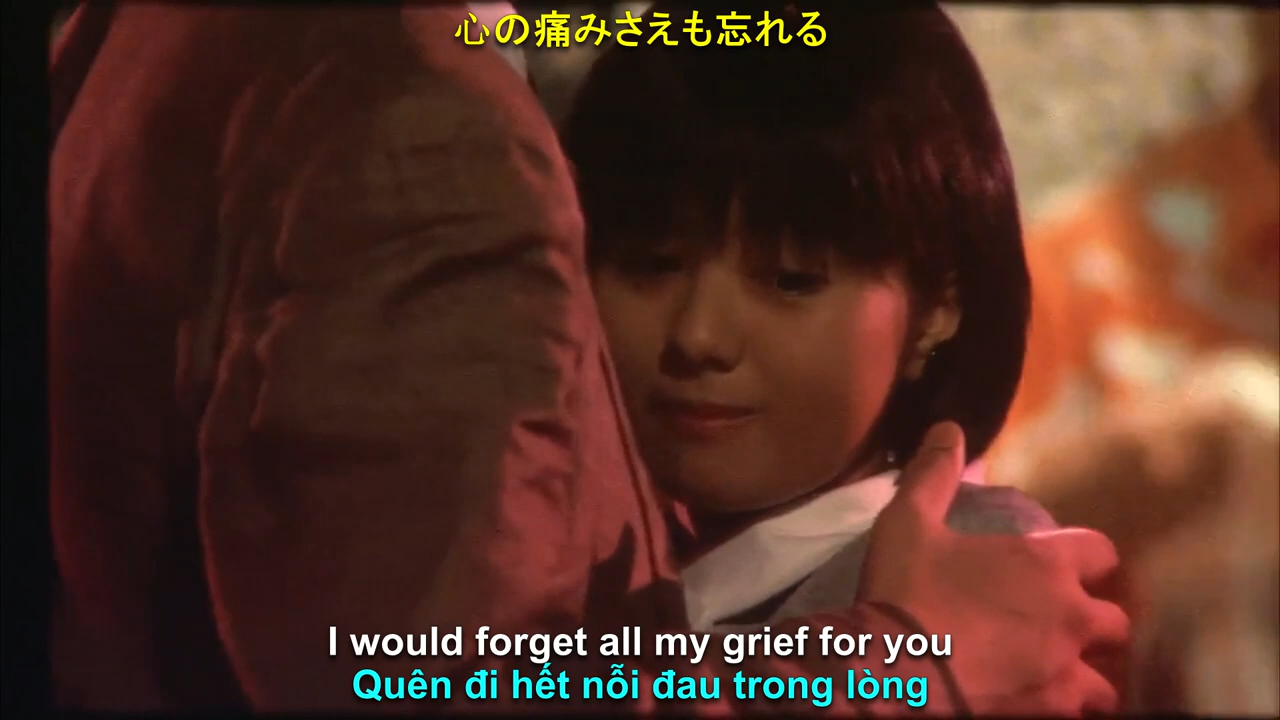 心の痛みさえも忘れる
I would forget all my grief for you
Quên đi hết nỗi đau trong lòng